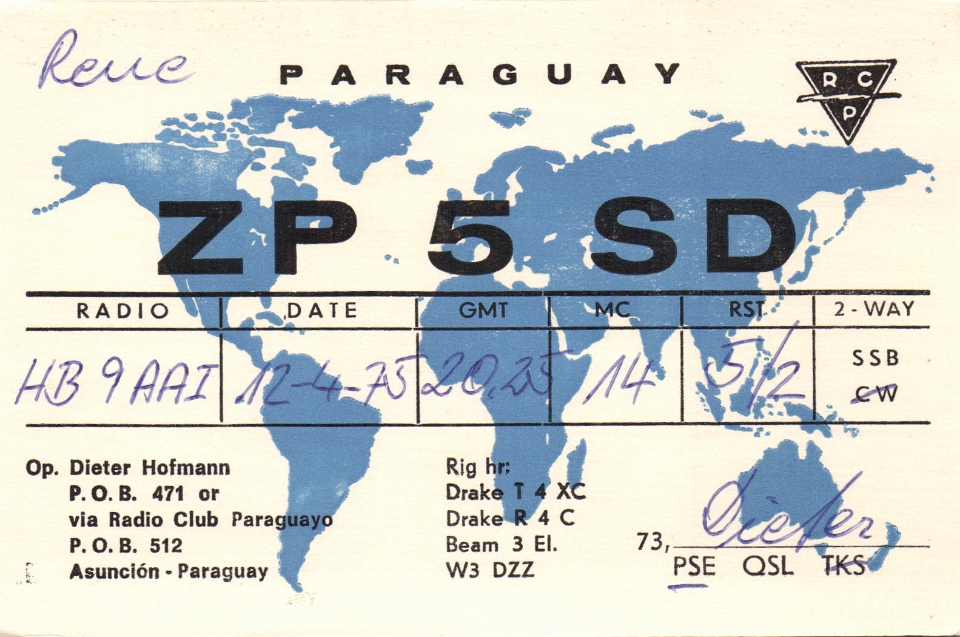 Rene
PARAGUAY
R C P
ZP 5 SD
RADIO DATE GMT MC RST 2-WAY
HB 9 AAI 12-4-75 20.25 14 5/2 SSB
CW
Op. Dieter Hofmann
P.O.B. 471 or
via Radio Club Paraguayo
P.O.B. 512
Asunción - Paraguay
Rig hr:
Drake T 4 XC
Drake R 4 C
Beam 3 El.
W3 DZZ
73, Dieter
PSE QSL TKS